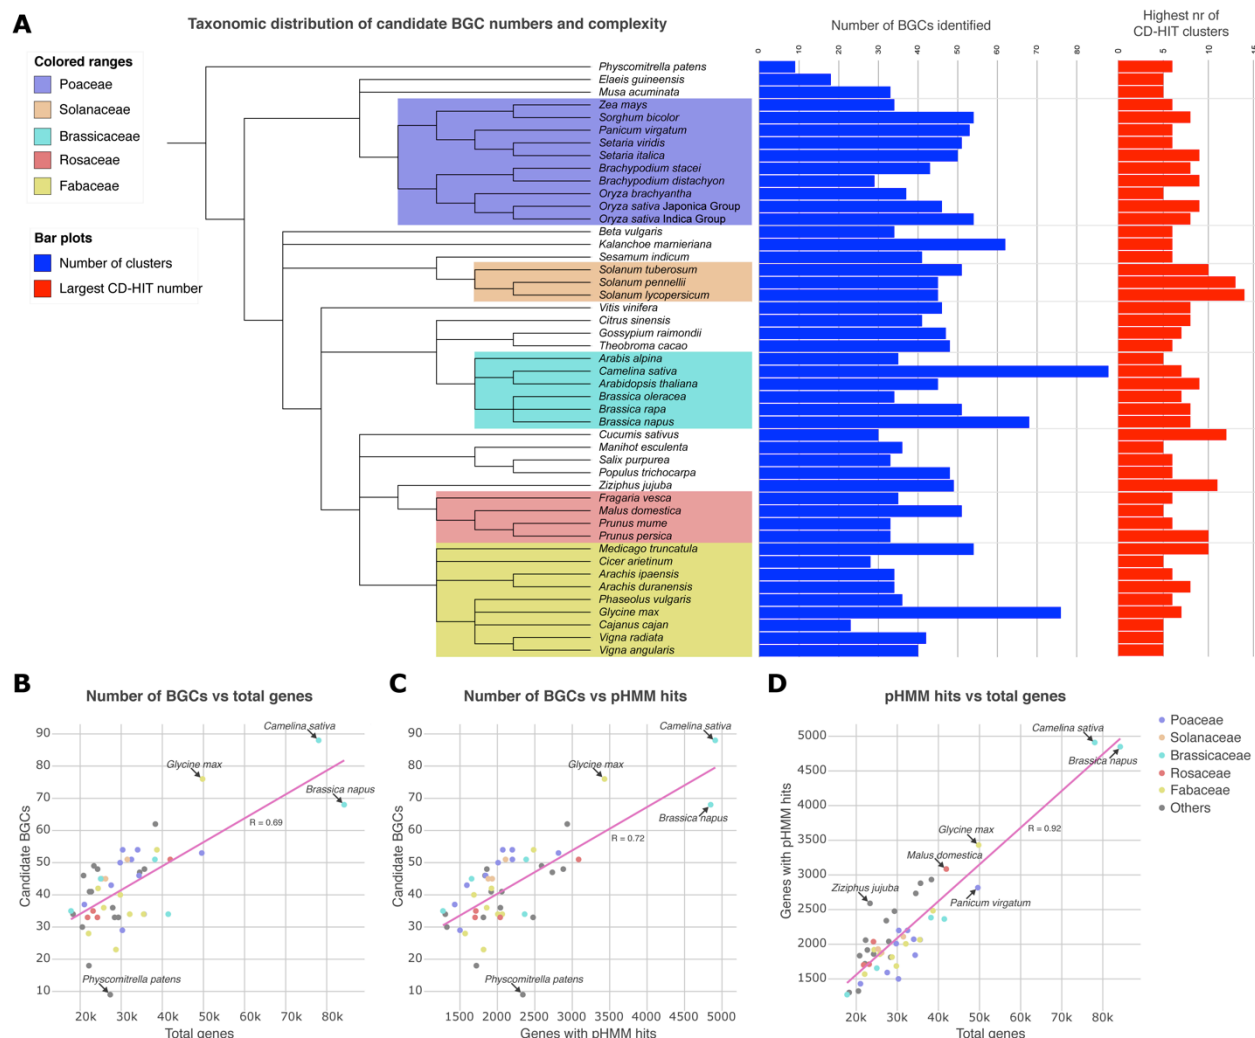 A
Taxonomic distribution of candidate BGC numbers and complexity
Number of BGCs identified
Highest nr of
CD-HIT clusters
0 10 20 30 40 50 60 70 80
0 5 10 15
Colored ranges
Poaceae
Solanaceae
Brassicaceae
Rosaceae
Fabaceae
Bar plots
Number of clusters
Largest CD-HIT number
Physcomitrella patens
Elaeis guineensis
Musa acuminata
Zea mays
Sorghum bicolor
Panicum virgatum
Setaria viridis
Setaria italica
Brachypodium stacei
Brachypodium distachyon
Oryza brachyantha
Oryza sativa Japonica Group
Oryza sativa Indica Group
Beta vulgaris
Kalanchoe marnieriana
Sesamum indicum
Solanum tuberosum
Solanum pennellii
Solanum lycopersicum
Vitis vinifera
Citrus sinensis
Gossypium raimondii
Theobroma cacao
Arabis alpina
Camelina sativa
Arabidopsis thaliana
Brassica oleracea
Brassica rapa
Brassica napus
Cucumis sativus
Manihot esculenta
Salix purpurea
Populus trichocarpa
Ziziphus jujuba
Fragaria vesca
Malus domestica
Prunus mume
Prunus persica
Medicago truncatula
Cicer arietinum
Arachis ipaensis
Arachis duranensis
Phaseolus vulgaris
Glycine max
Cajanus cajan
Vigna radiata
Vigna angularis
B
Number of BGCs vs total genes
Candidate BGCs
90
80
70
60
50
40
30
20
10
Camelina sativa
Glycine max
Brassica napus
R = 0.69
Physcomitrella patens
20k 30k 40k 50k 60k 70k 80k
Total genes
C
Number of BGCs vs pHMM hits
Candidate BGCs
90
80
70
60
50
40
30
20
10
Camelina sativa
Glycine max
Brassica napus
R = 0.72
Physcomitrella patens
1500 2000 2500 3000 3500 4000 4500 5000
Genes with pHMM hits
D
pHMM hits vs total genes
Genes with pHMM hits
5000
4500
4000
3500
3000
2500
2000
1500
Camelina sativa
Brassica napus
Glycine max
R = 0.92
Malus domestica
Ziziphus jujuba
Panicum virgatum
20k 30k 40k 50k 60k 70k 80k
Total genes
Poaceae
Solanaceae
Brassicaceae
Rosaceae
Fabaceae
Others